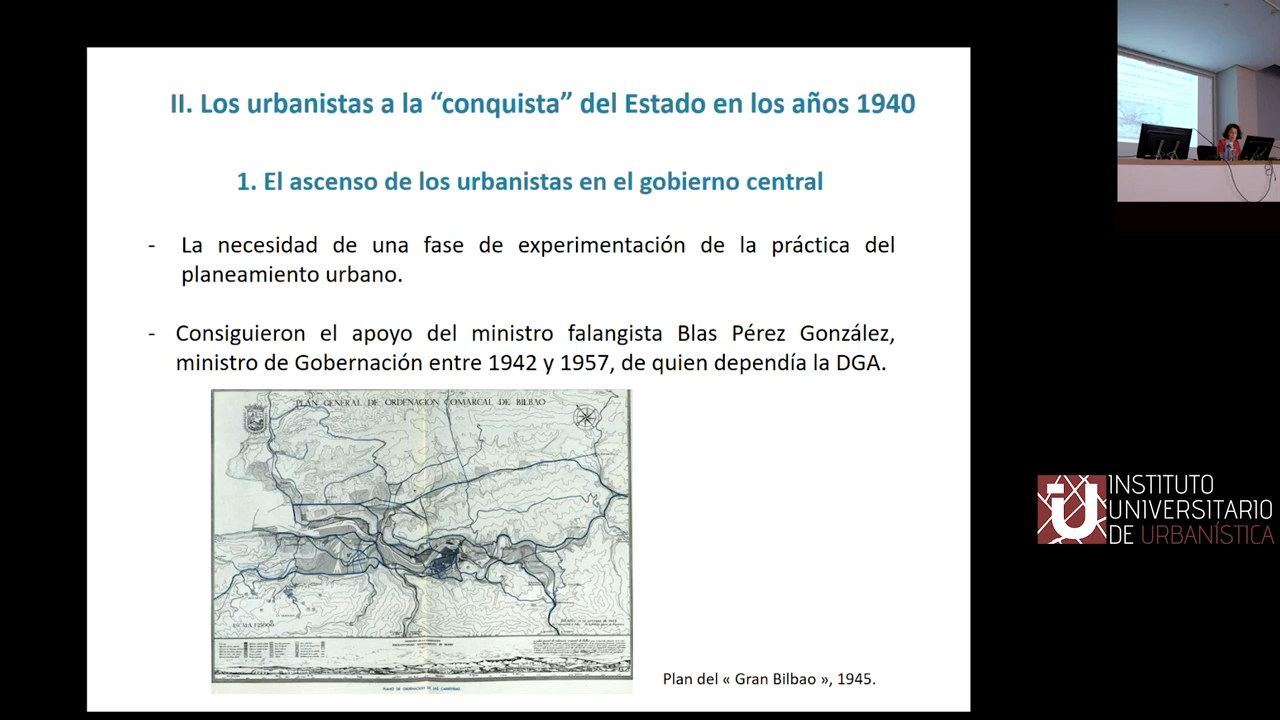 II. Los urbanistas a la “conquista” del Estado en los años 1940
1. El ascenso de los urbanistas en el gobierno central
- La necesidad de una fase de experimentación de la práctica del
planeamiento urbano.
- Consiguieron el apoyo del ministro falangista Blas Pérez González,
ministro de Gobernación entre 1942 y 1957, de quien dependía la DGA.
PLAN GENERAL DE ORDENACION COMARCAL DE BILBAO
Plan del « Gran Bilbao », 1945.
INSTITUTO
UNIVERSITARIO
DE URBANÍSTICA